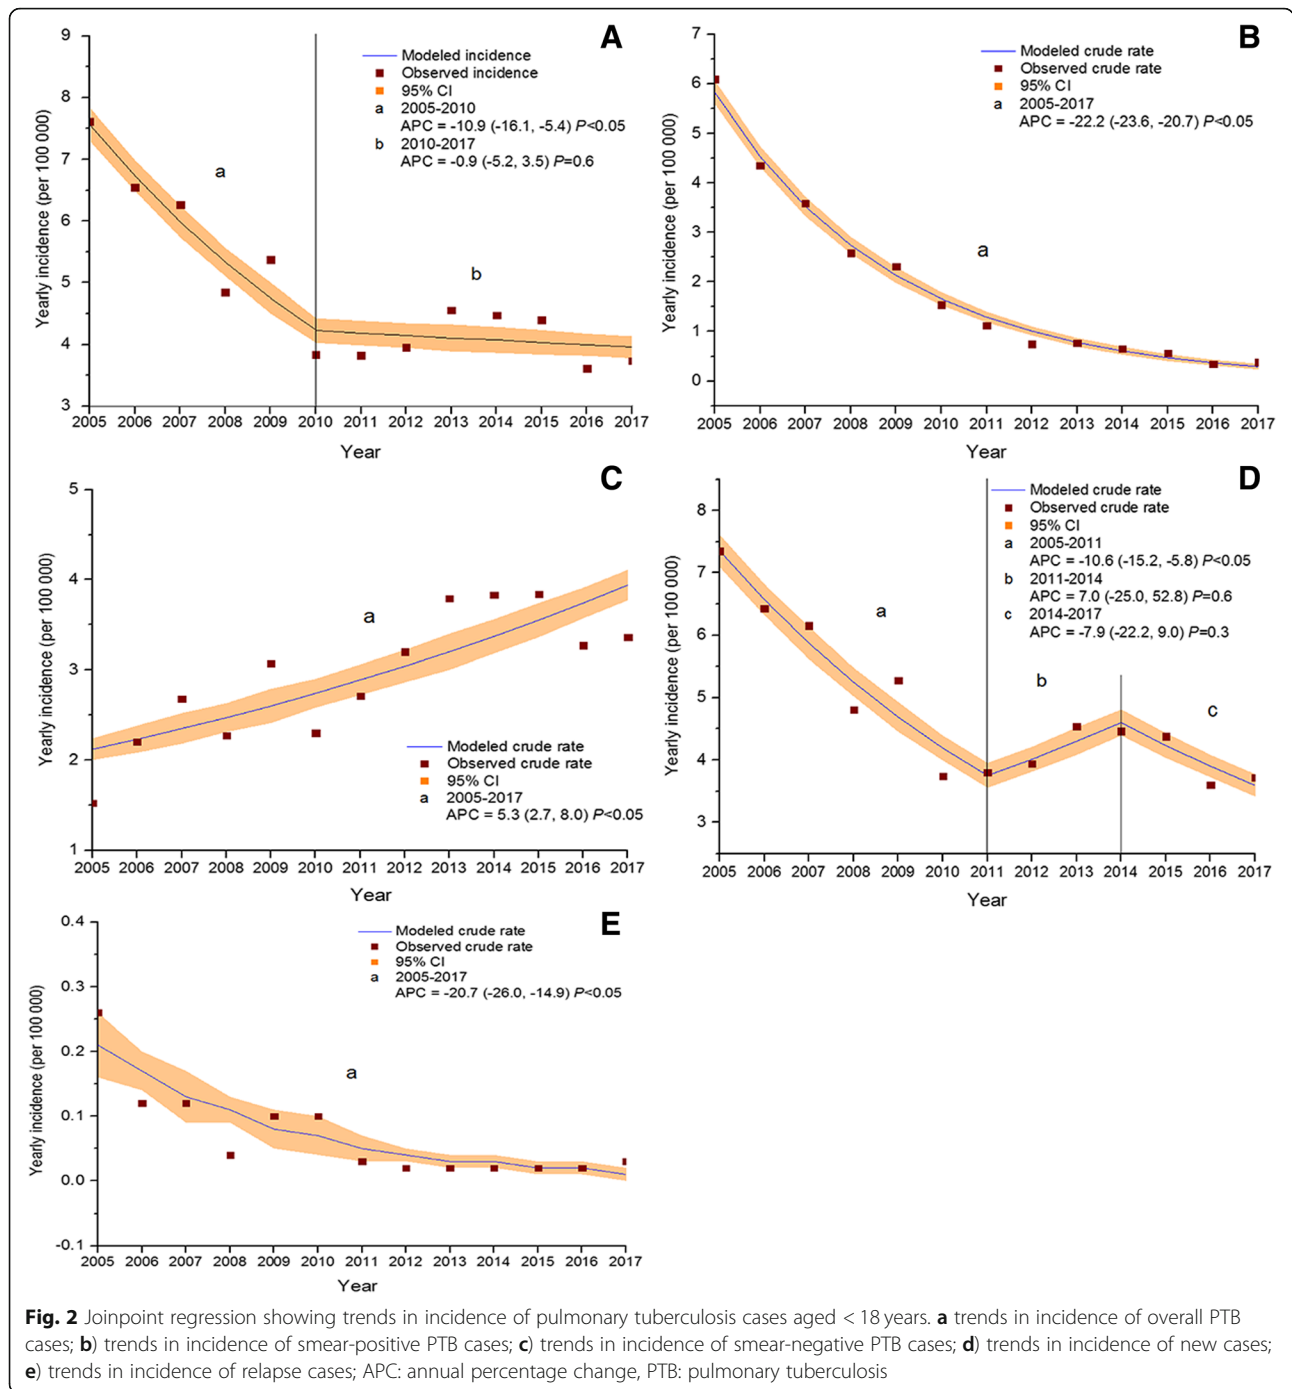 A
9
8
7
6
5
4
3
Yearly incidence (per 100 000)
Modeled incidence
Observed incidence
95% CI
a 2005-2010
APC = -10.9 (-16.1, -5.4) P<0.05
b 2010-2017
APC = -0.9 (-5.2, 3.5) P=0.6
a
b
2005 2006 2007 2008 2009 2010 2011 2012 2013 2014 2015 2016 2017
Year
B
7
6
5
4
3
2
1
0
Yearly incidence (per 100 000)
Modeled crude rate
Observed crude rate
95% CI
a 2005-2017
APC = -22.2 (-23.6, -20.7) P<0.05
a
2005 2006 2007 2008 2009 2010 2011 2012 2013 2014 2015 2016 2017
Year
C
5
4
3
2
1
Yearly incidence (per 100 000)
a
Modeled crude rate
Observed crude rate
95% CI
a 2005-2017
APC = 5.3 (2.7, 8.0) P<0.05
2005 2006 2007 2008 2009 2010 2011 2012 2013 2014 2015 2016 2017
Year
D
8
7
6
5
4
3
Yearly incidence (per 100 000)
Modeled crude rate
Observed crude rate
95% CI
a 2005-2011
APC = -10.6 (-15.2, -5.8) P<0.05
b 2011-2014
APC = 7.0 (-25.0, 52.8) P=0.6
c 2014-2017
APC = -7.9 (-22.2, 9.0) P=0.3
a
b
c
2005 2006 2007 2008 2009 2010 2011 2012 2013 2014 2015 2016 2017
Year
E
0.4
0.3
0.2
0.1
0.0
-0.1
Yearly incidence (per 100 000)
Modeled crude rate
Observed crude rate
95% CI
a 2005-2017
APC = -20.7 (-26.0, -14.9) P<0.05
a
2005 2006 2007 2008 2009 2010 2011 2012 2013 2014 2015 2016 2017
Year
Fig. 2 Joinpoint regression showing trends in incidence of pulmonary tuberculosis cases aged < 18 years. a trends in incidence of overall PTB
cases; b) trends in incidence of smear-positive PTB cases; c) trends in incidence of smear-negative PTB cases; d) trends in incidence of new cases;
e) trends in incidence of relapse cases; APC: annual percentage change, PTB: pulmonary tuberculosis